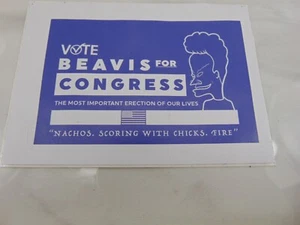 VOTE
BEAVIS FOR
CONGRESS
THE MOST IMPORTANT ERECTION OF OUR LIVES
"NACHOS, SCORING WITH CHICKS, FIRE"